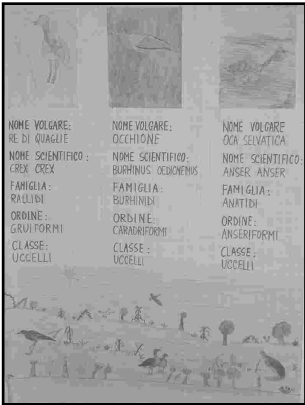 NOME VOLGARE:
RE DI QUAGLIE
NOME SCIENTIFICO:
CREX CREX
FAMIGLIA:
RALLIDI
ORDINE:
GRUIFORMI
CLASSE:
UCCELLI
NOME VOLGARE:
OCCHIONE
NOME SCIENTIFICO:
BURHINUS OEDICNEMUS
FAMIGLIA:
BURHINIDI
ORDINE:
CARADRIFORMI
CLASSE:
UCCELLI
NOME VOLGARE
OCA SELVATICA
NOME SCIENTIFICO:
ANSER ANSER
FAMIGLIA:
ANATIDI
ORDINE:
ANSERIFORMI
CLASSE:
UCCELLI